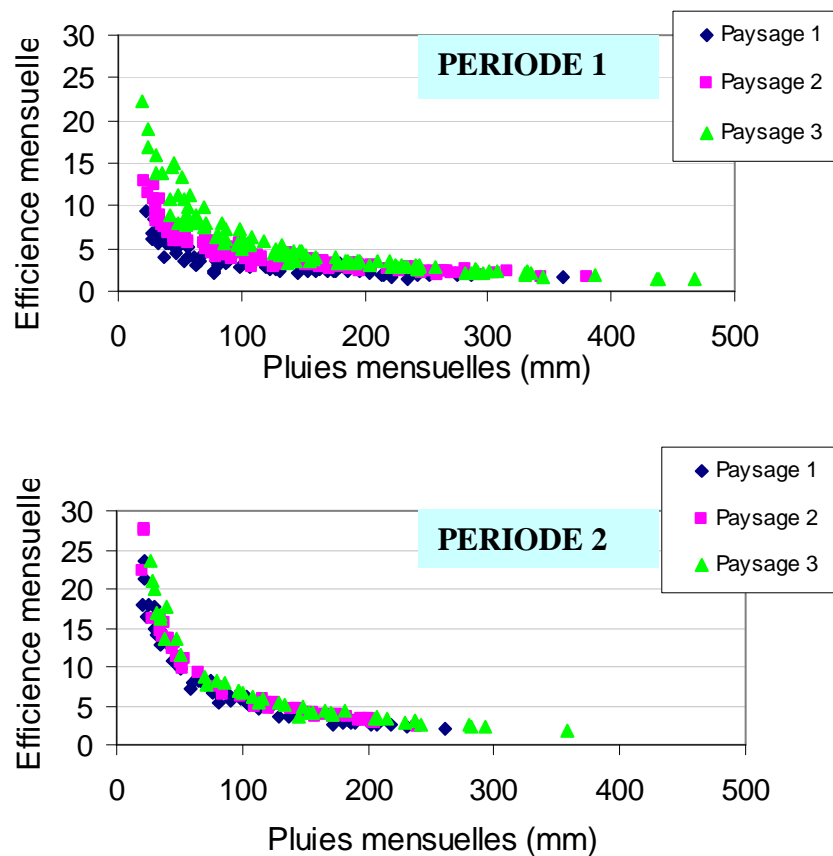 30
25
20
15
10
5
0
Efficience mensuelle
PERIODE 1
Paysage 1
Paysage 2
Paysage 3
0 100 200 300 400 500
Pluies mensuelles (mm)
30
25
20
15
10
5
0
Efficience mensuelle
PERIODE 2
Paysage 1
Paysage 2
Paysage 3
0 100 200 300 400 500
Pluies mensuelles (mm)